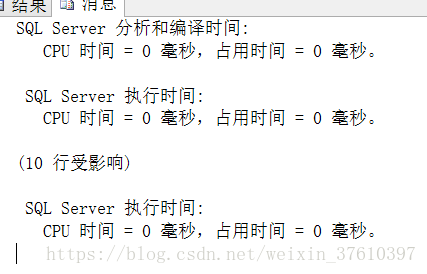 结果 消息
SQL Server 分析和编译时间:
CPU 时间 = 0 毫秒，占用时间 = 0 毫秒。
SQL Server 执行时间:
CPU 时间 = 0 毫秒，占用时间 = 0 毫秒。
(10 行受影响)
SQL Server 执行时间:
CPU 时间 = 0 毫秒，占用时间 = 0 毫秒。
https://blog.csdn.net/weixin_37610397